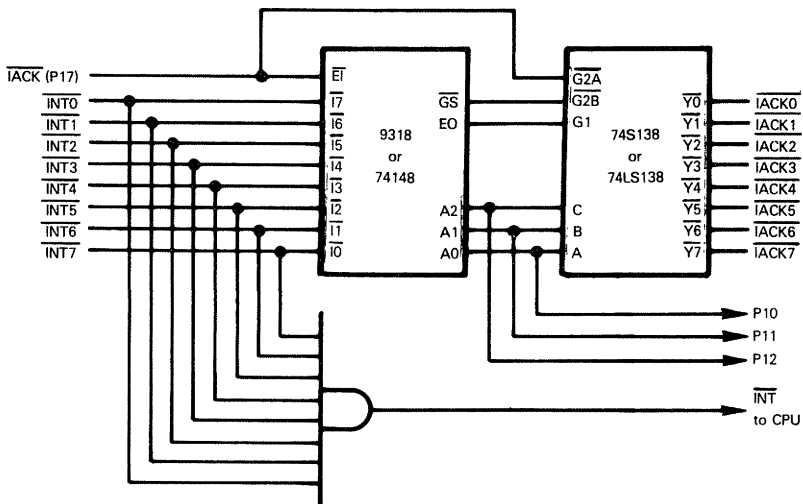 IACK (P17)
INT0
INT1
INT2
INT3
INT4
INT5
INT6
INT7
EI
I7
I6
I5
I4
I3
I2
I1
I0
9318
or
74148
GS
EO
A2
A1
A0
G2A
G2B
G1
C
B
A
74S138
or
74LS138
Y0
Y1
Y2
Y3
Y4
Y5
Y6
Y7
IACK0
IACK1
IACK2
IACK3
IACK4
IACK5
IACK6
IACK7
P10
P11
P12
INT
to CPU